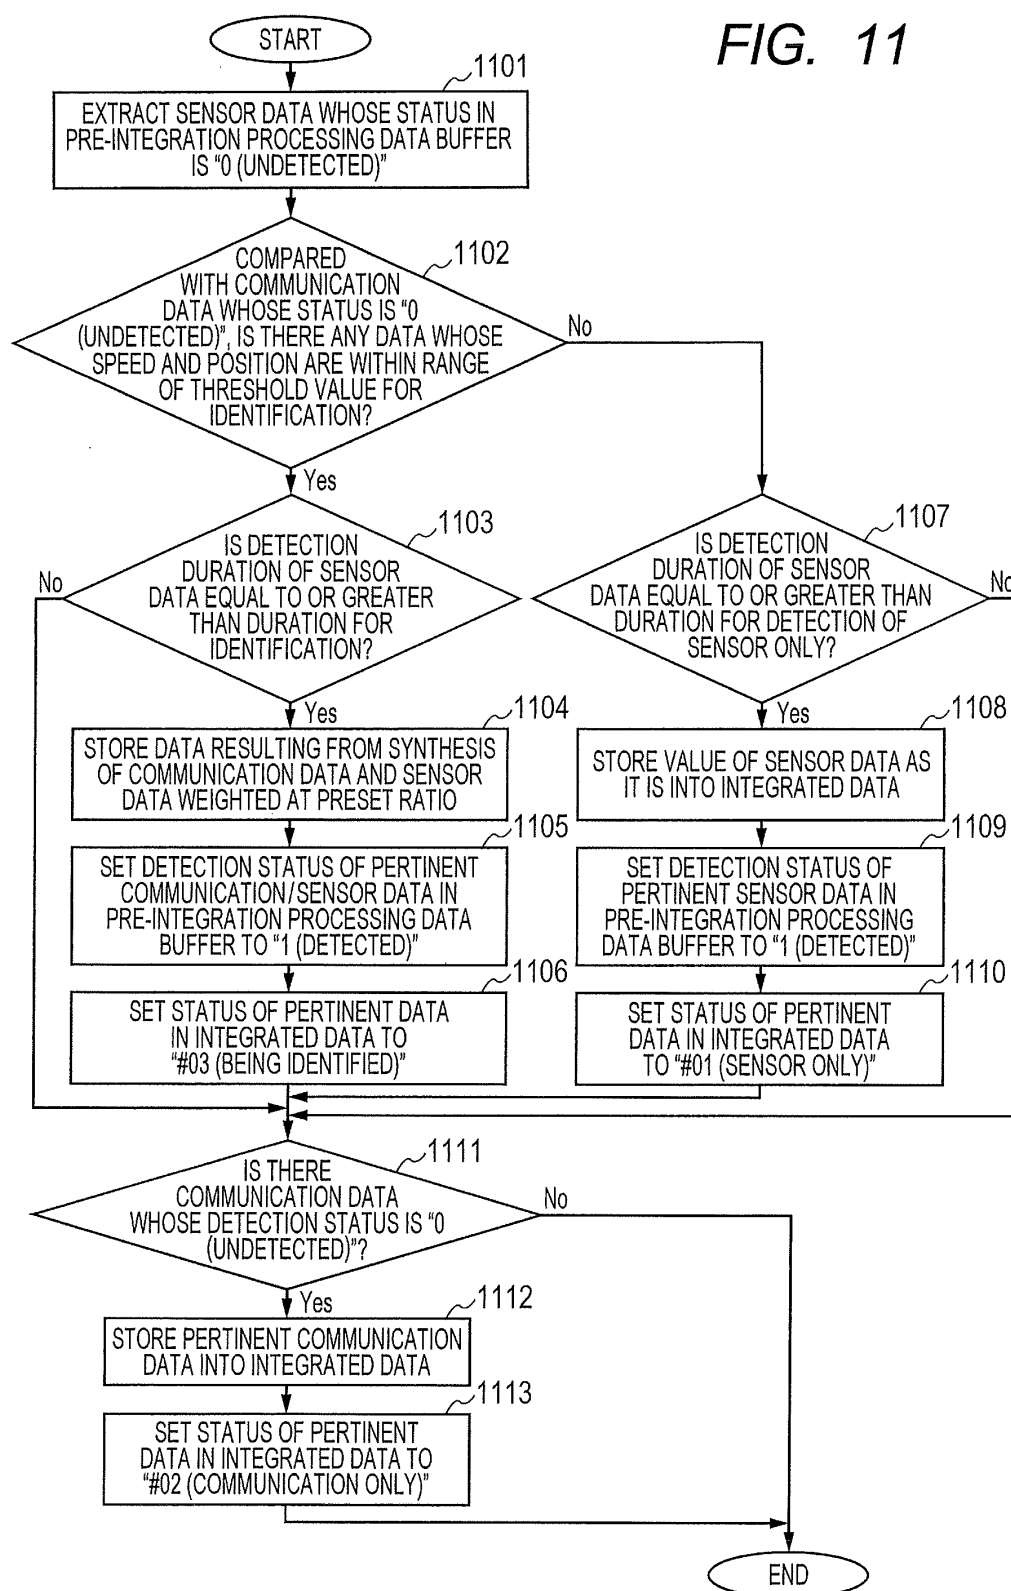 FIG. 11
START
1101
EXTRACT SENSOR DATA WHOSE STATUS IN
PRE-INTEGRATION PROCESSING DATA BUFFER
IS "0 (UNDETECTED)"
1102
COMPARED
WITH COMMUNICATION
DATA WHOSE STATUS IS "0
(UNDETECTED)", IS THERE ANY DATA WHOSE
SPEED AND POSITION ARE WITHIN RANGE
OF THRESHOLD VALUE FOR
IDENTIFICATION?
No
Yes
1103
IS DETECTION
DURATION OF SENSOR
DATA EQUAL TO OR GREATER
THAN DURATION FOR
IDENTIFICATION?
No
Yes
1107
IS DETECTION
DURATION OF SENSOR
DATA EQUAL TO OR GREATER THAN
DURATION FOR DETECTION OF
SENSOR ONLY?
No
Yes
1104
STORE DATA RESULTING FROM SYNTHESIS
OF COMMUNICATION DATA AND SENSOR
DATA WEIGHTED AT PRESET RATIO
1108
STORE VALUE OF SENSOR DATA AS
IT IS INTO INTEGRATED DATA
1105
SET DETECTION STATUS OF PERTINENT
COMMUNICATION/SENSOR DATA IN
PRE-INTEGRATION PROCESSING DATA
BUFFER TO "1 (DETECTED)"
1109
SET DETECTION STATUS OF
PERTINENT SENSOR DATA IN
PRE-INTEGRATION PROCESSING
DATA BUFFER TO "1 (DETECTED)"
1106
SET STATUS OF PERTINENT DATA
IN INTEGRATED DATA TO
"#03 (BEING IDENTIFIED)"
1110
SET STATUS OF PERTINENT
DATA IN INTEGRATED DATA
TO "#01 (SENSOR ONLY)"
1111
IS THERE
COMMUNICATION DATA
WHOSE DETECTION STATUS IS "0
(UNDETECTED)"?
No
Yes
1112
STORE PERTINENT COMMUNICATION
DATA INTO INTEGRATED DATA
1113
SET STATUS OF PERTINENT
DATA IN INTEGRATED DATA TO
"#02 (COMMUNICATION ONLY)"
END